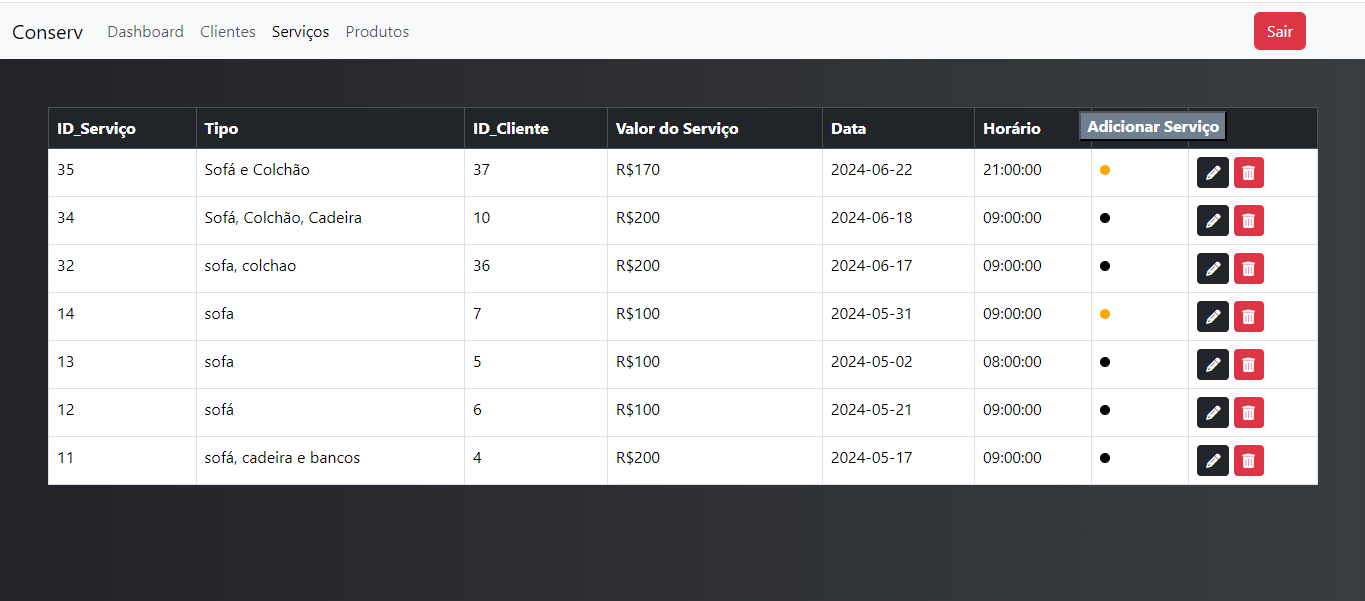 Conserv Dashboard Clientes Serviços Produtos Sair
ID_Serviço Tipo ID_Cliente Valor do Serviço Data Horário Adicionar Serviço
35 Sofá e Colchão 37 R$170 2024-06-22 21:00:00
34 Sofá, Colchão, Cadeira 10 R$200 2024-06-18 09:00:00
32 sofa, colchao 36 R$200 2024-06-17 09:00:00
14 sofa 7 R$100 2024-05-31 09:00:00
13 sofa 5 R$100 2024-05-02 08:00:00
12 sofá 6 R$100 2024-05-21 09:00:00
11 sofá, cadeira e bancos 4 R$200 2024-05-17 09:00:00